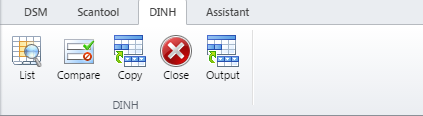 DSM Scantool DINH Assistant
List Compare Copy Close Output
DINH